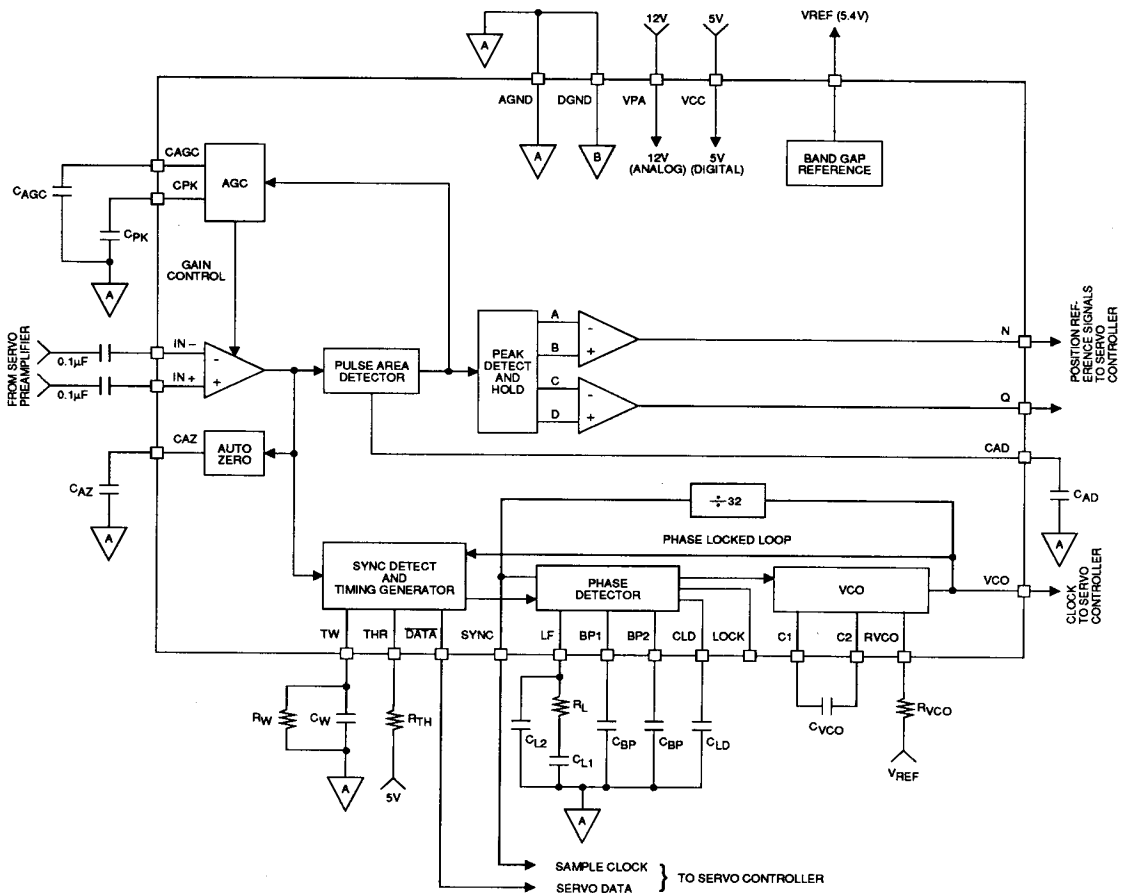 12V
5V
VREF (5.4V)
A
AGND
DGND
VPA
VCC
A
B
12V
(ANALOG)
5V
(DIGITAL)
BAND GAP
REFERENCE
CAGC
CPK
AGC
CAGC
CPK
A
GAIN
CONTROL
FROM SERVO
PREAMPLIFIER
0.1µF
0.1µF
IN −
IN +
-
+
PULSE AREA
DETECTOR
PEAK
DETECT
AND
HOLD
A
B
C
D
-
+
-
+
N
Q
POSITION REF-
ERENCE SIGNALS
TO SERVO
CONTROLLER
CAZ
AUTO
ZERO
CAZ
A
CAD
CAD
A
÷32
PHASE LOCKED LOOP
SYNC DETECT
AND
TIMING GENERATOR
PHASE
DETECTOR
VCO
VCO
CLOCK
TO SERVO
CONTROLLER
TW
THR
DATA
SYNC
LF
BP1
BP2
CLD
LOCK
C1
C2
RVCO
RW
CW
RTH
A
5V
CL2
RL
CL1
CBP
CBP
CLD
A
CVCO
RVCO
VREF
SAMPLE CLOCK
SERVO DATA
} TO SERVO CONTROLLER